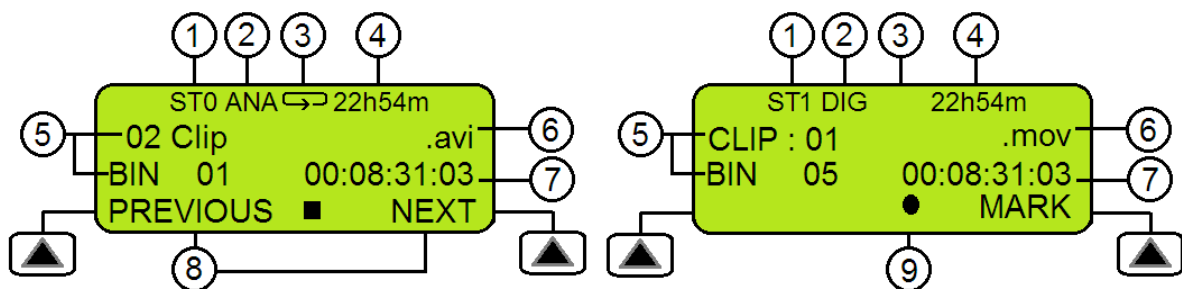 1 2 3 4
ST0 ANA 22h54m
5 02 Clip .avi 6
BIN 01 00:08:31:03 7
PREVIOUS ■ NEXT
8
1 2 3 4
ST1 DIG 22h54m
5 CLIP : 01 .mov 6
BIN 05 00:08:31:03 7
● MARK
9